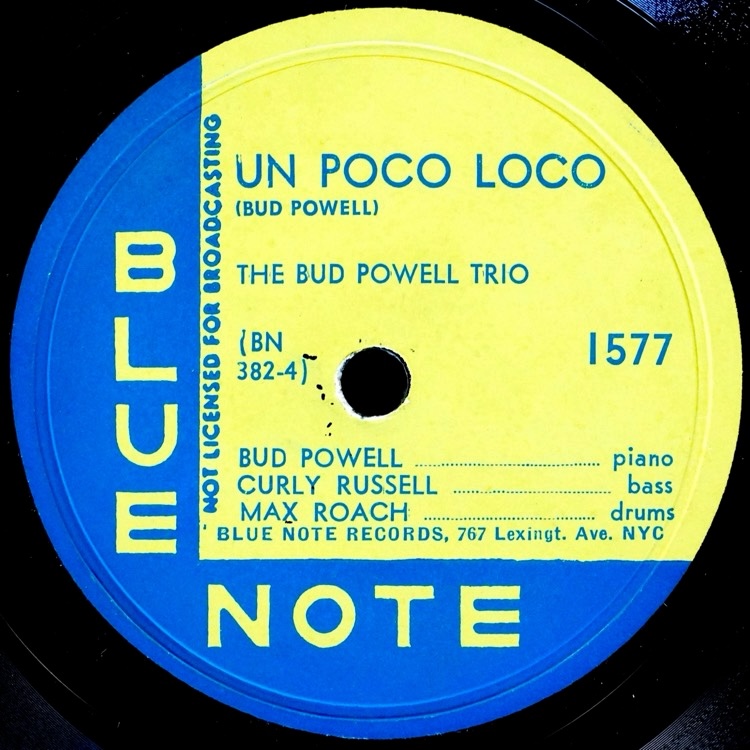 UN POCO LOCO
(BUD POWELL)
THE BUD POWELL TRIO
(BN
382-4)
1577
BUD POWELL ........ piano
CURLY RUSSELL ........ bass
MAX ROACH ........ drums
BLUE NOTE RECORDS, 767 Lexingt. Ave. NYC
NOT LICENSED FOR BROADCASTING
BLUE
NOTE